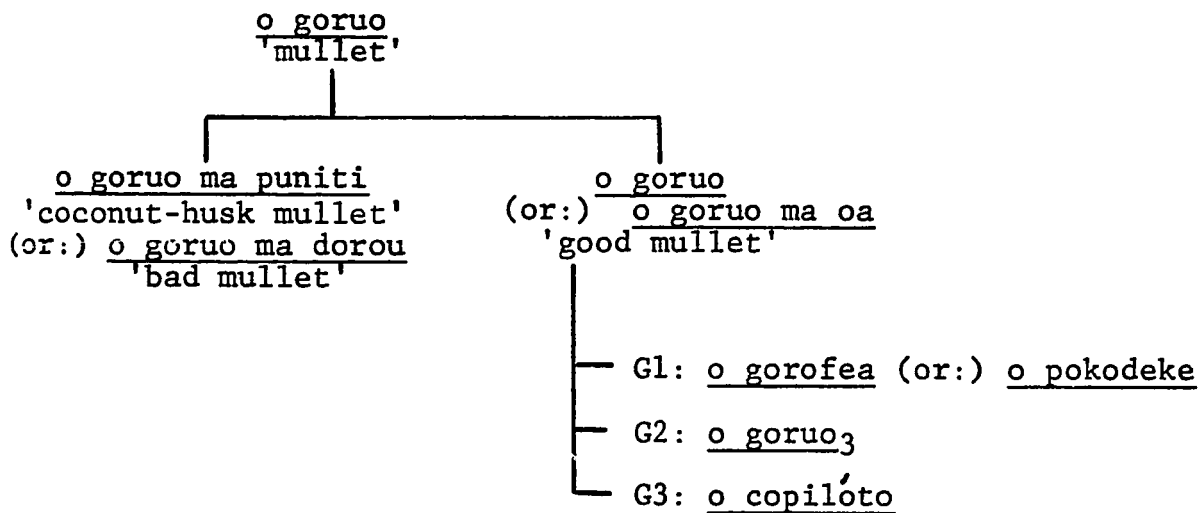 o goruo
'mullet'
o goruo ma puniti
'coconut-husk mullet'
(or:) o goruo ma dorou
'bad mullet'
o goruo
(or:) o goruo ma oa
'good mullet'
G1: o gorofea (or:) o pokodeke
G2: o goruo₃
G3: o copilóto